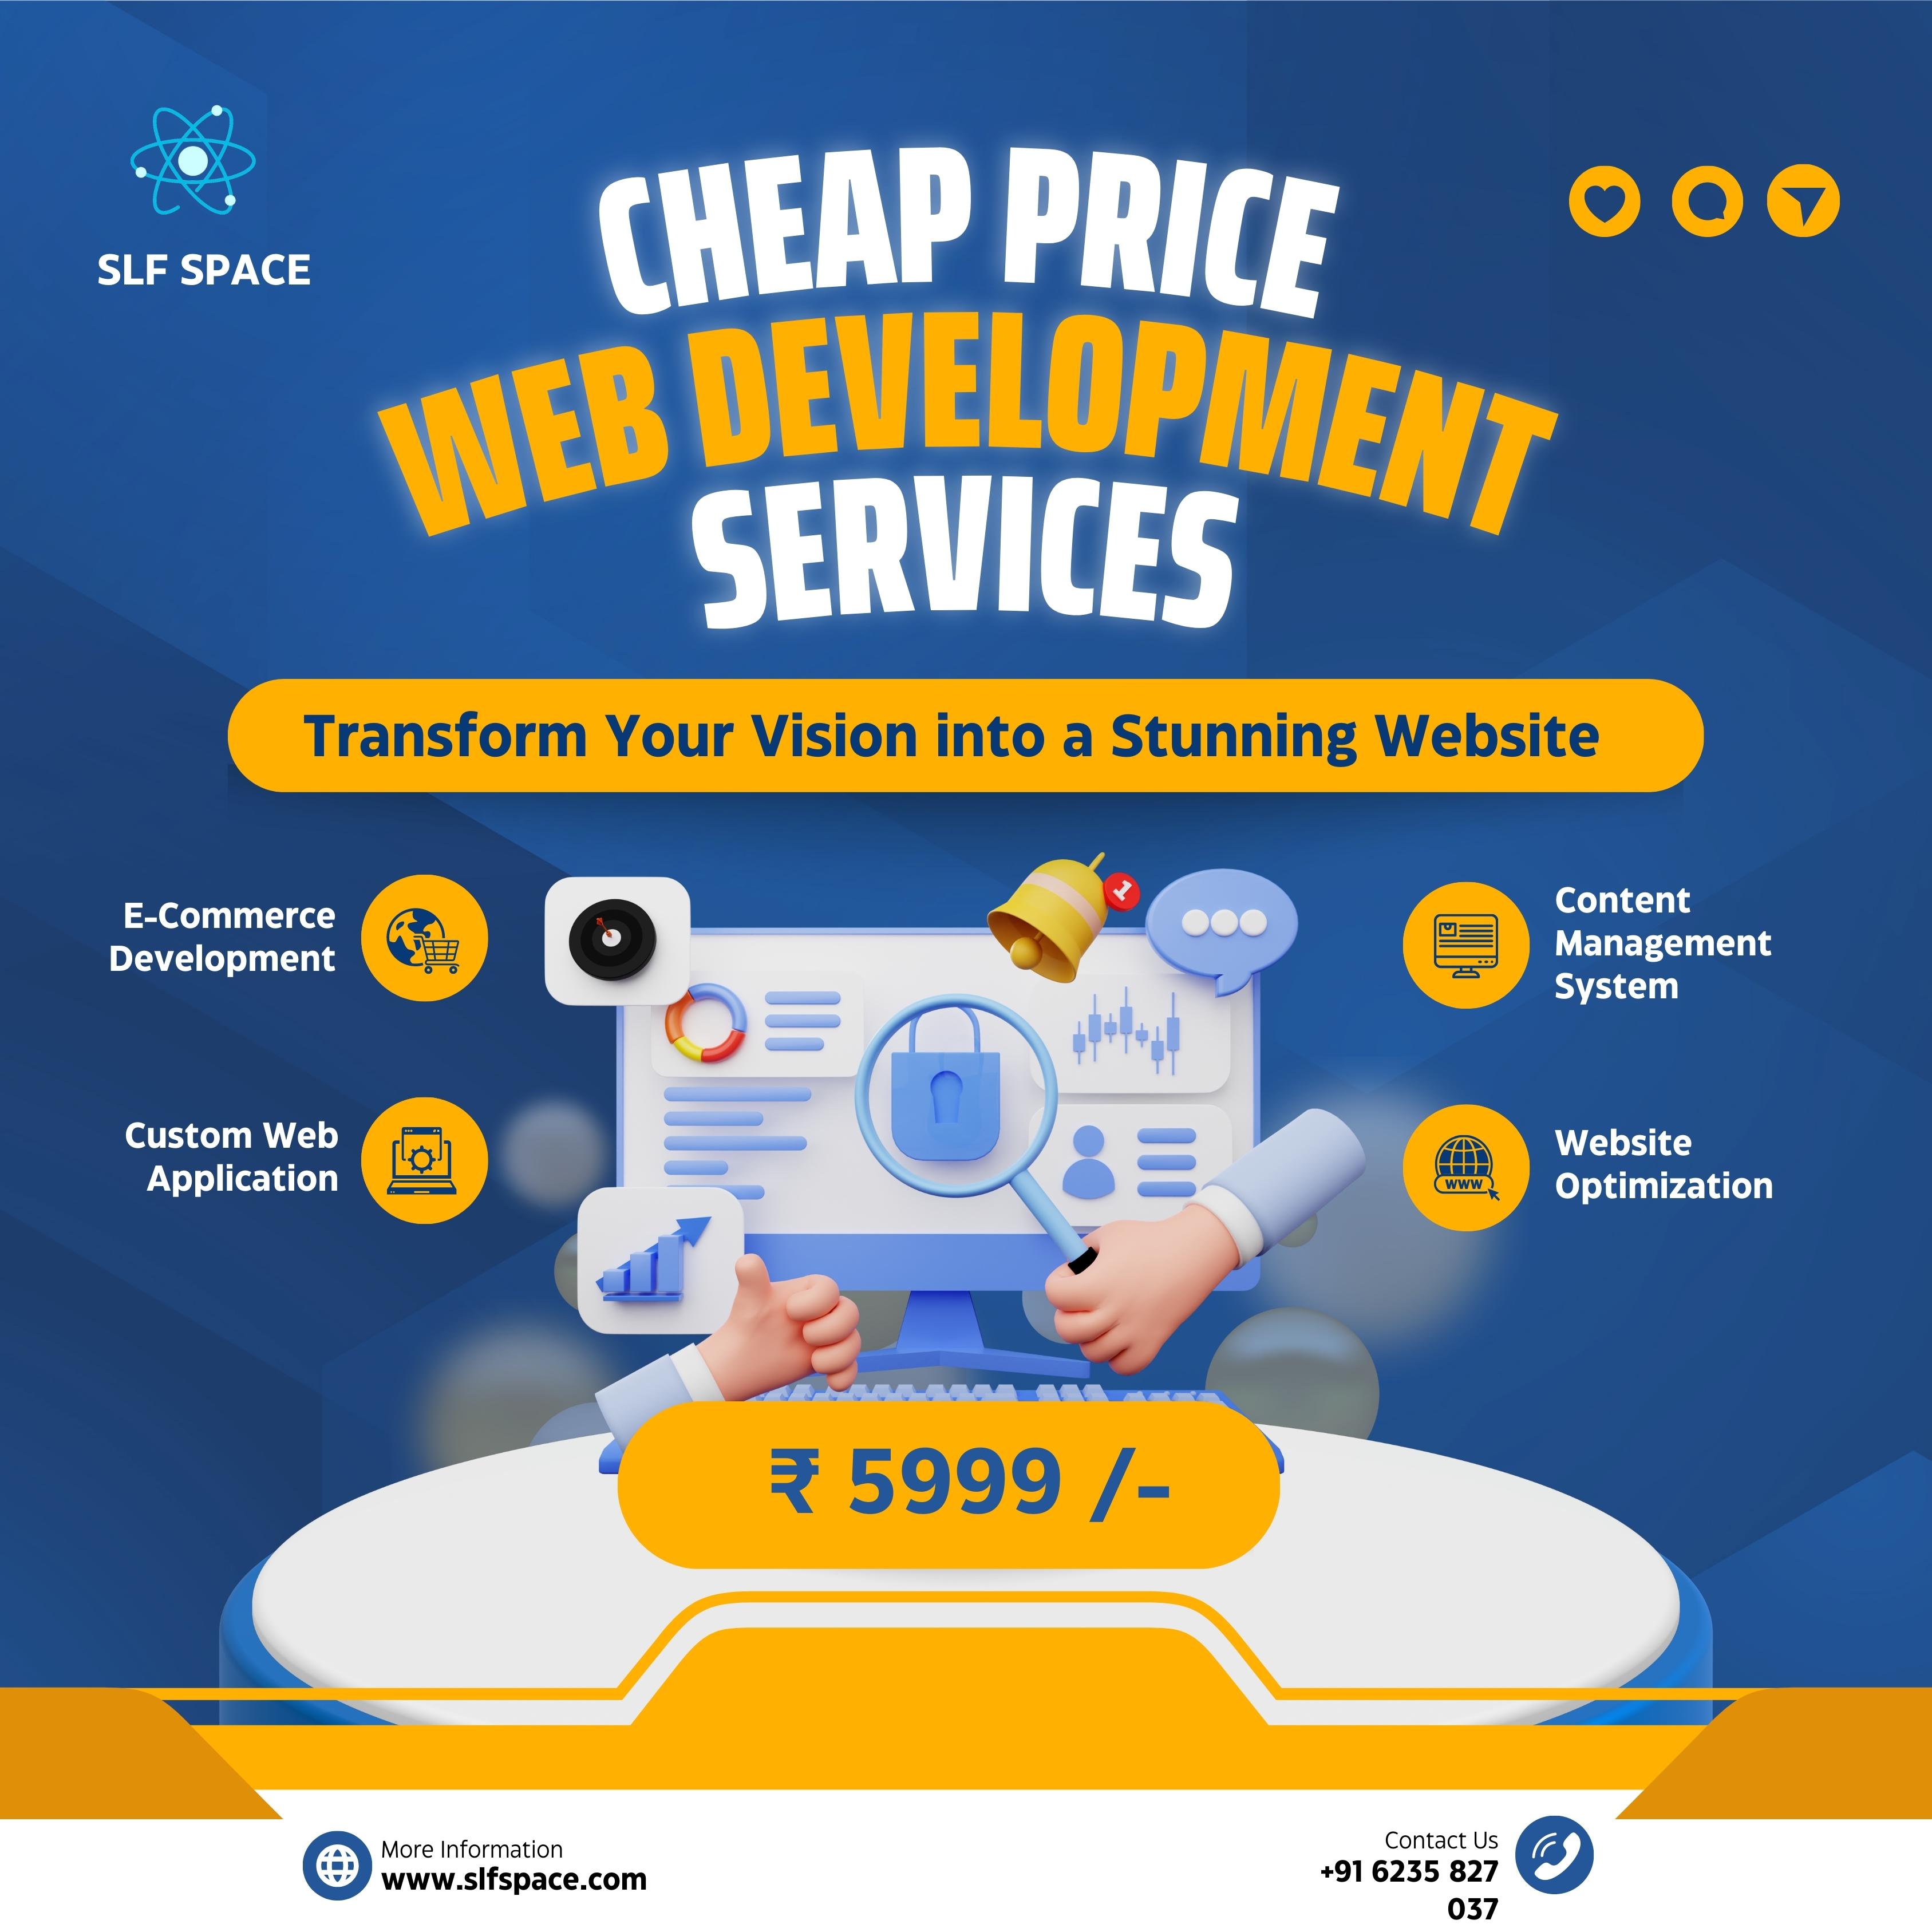 SLF SPACE
CHEAP PRICE
WEB DEVELOPMENT
SERVICES
Transform Your Vision into a Stunning Website
E-Commerce
Development
Custom Web
Application
1
Content
Management
System
WWW
Website
Optimization
₹ 5999 /-
More Information
www.slfspace.com
Contact Us
+91 6235 827
037